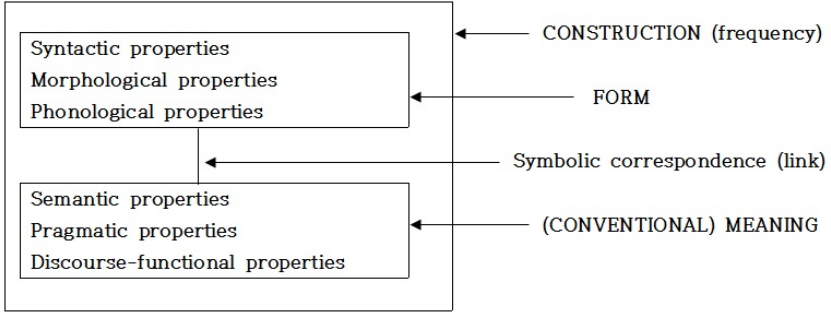 CONSTRUCTION (frequency)
Syntactic properties
Morphological properties
Phonological properties
FORM
Symbolic correspondence (link)
Semantic properties
Pragmatic properties
Discourse-functional properties
(CONVENTIONAL) MEANING